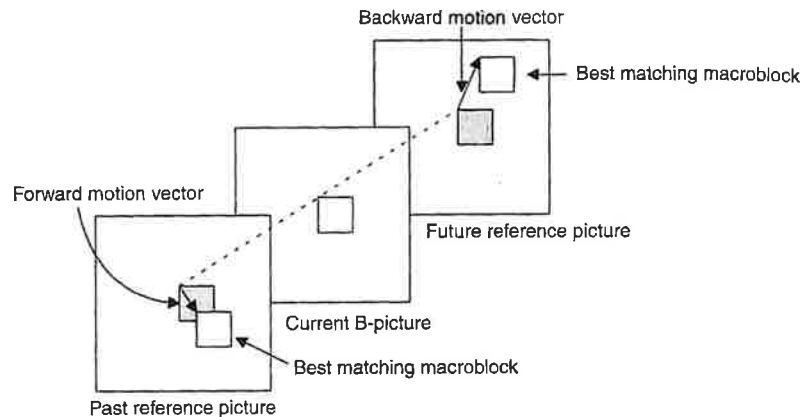 Backward motion vector
Best matching macroblock
Forward motion vector
Future reference picture
Current B-picture
Best matching macroblock
Past reference picture